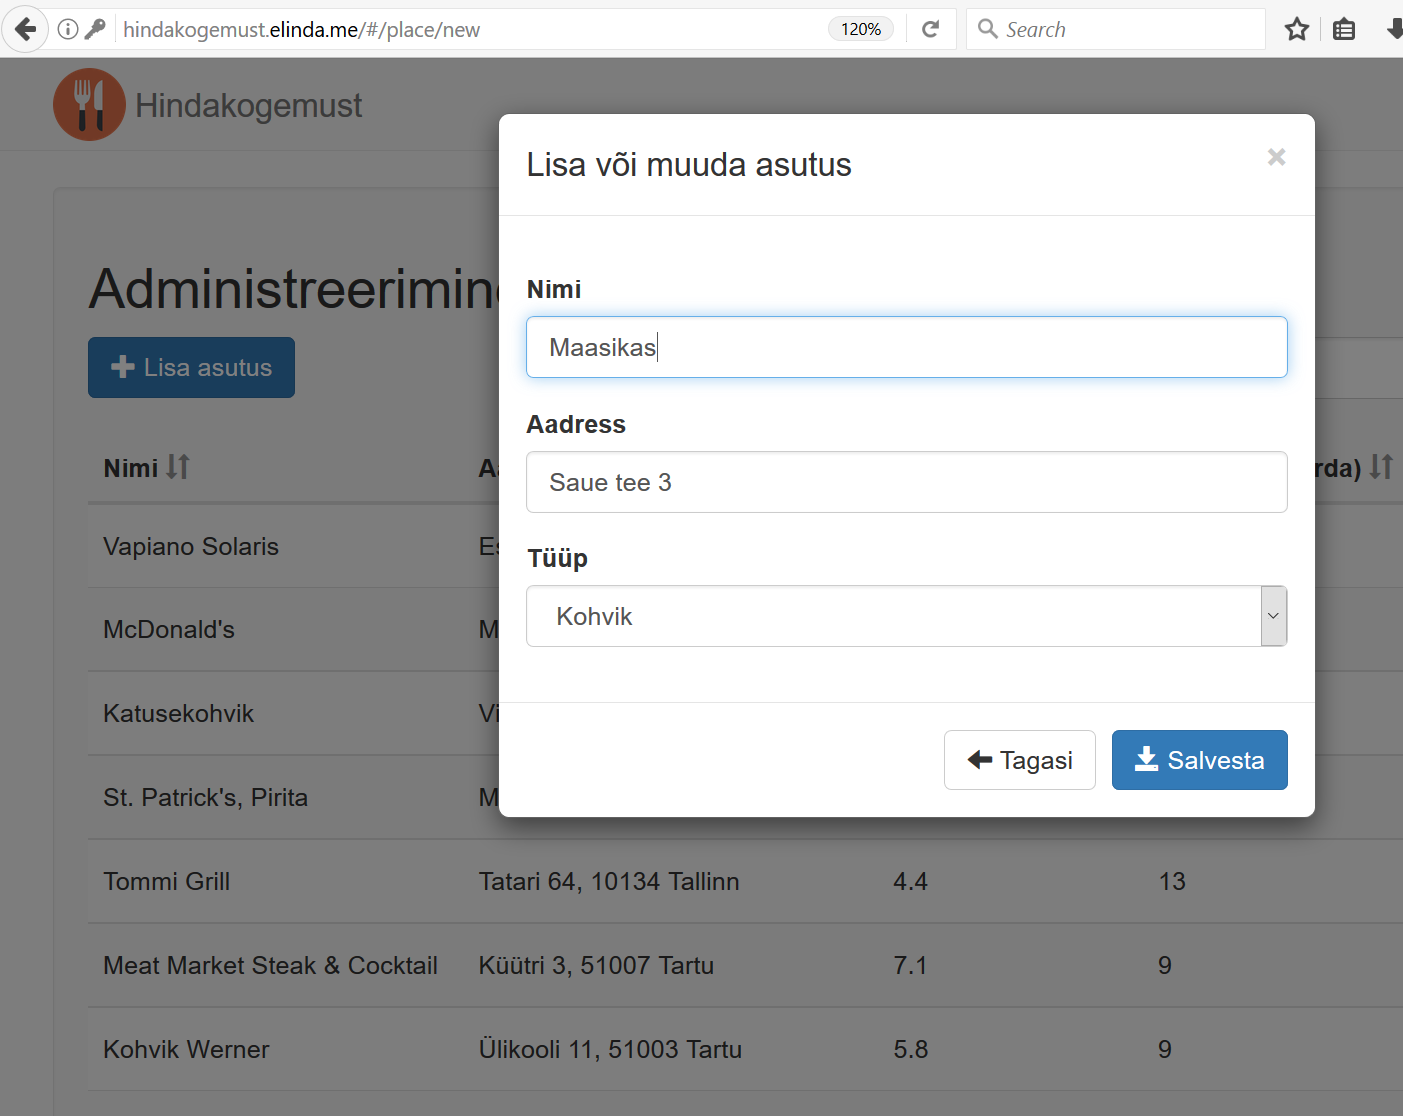 hindakogemust.elinda.me/#/place/new
120%
Search
Hindakogemust
Lisa või muuda asutus
×
Nimi
Maasikas
Aadress
Saue tee 3
Tüüp
Kohvik
Tagasi
Salvesta
Lisa asutus
Nimi
Vapiano Solaris
McDonald's
Katusekohvik
St. Patrick's, Pirita
Tommi Grill Tatari 64, 10134 Tallinn 4.4 13
Meat Market Steak & Cocktail Küütri 3, 51007 Tartu 7.1 9
Kohvik Werner Ülikooli 11, 51003 Tartu 5.8 9